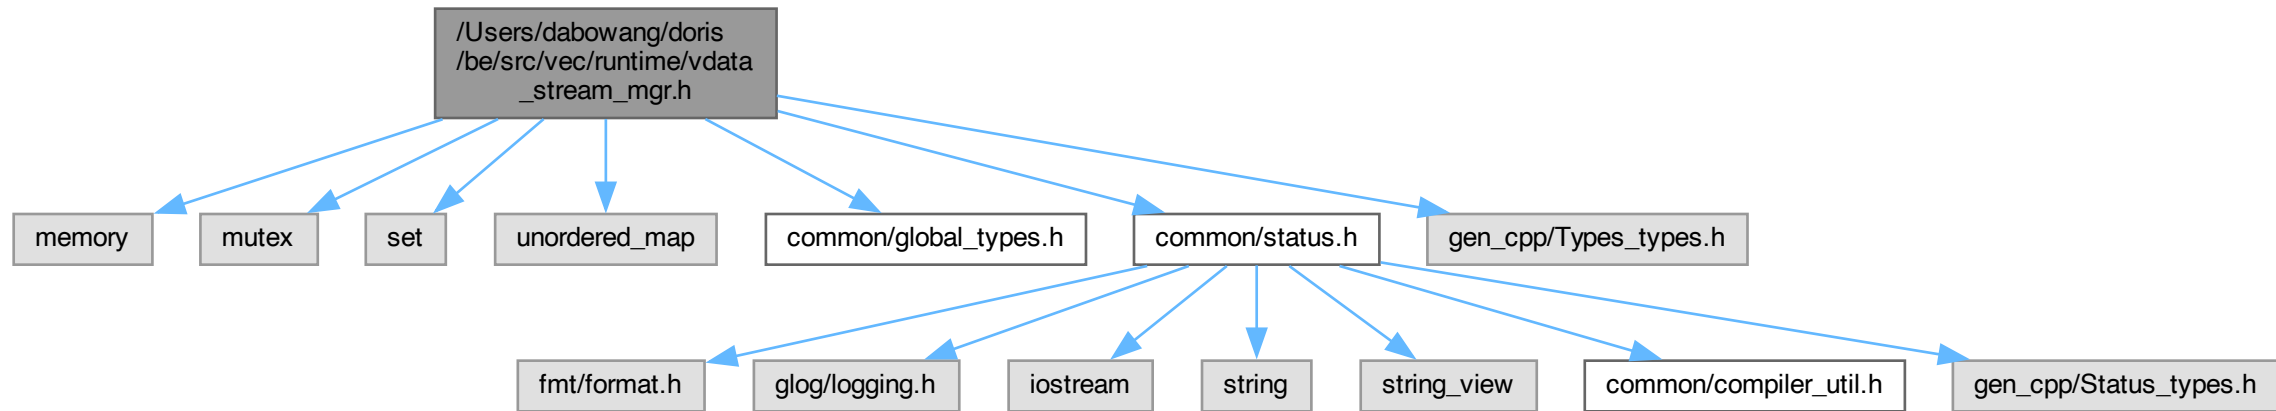 /Users/dabowang/doris
/be/src/vec/runtime/vdata
_stream_mgr.h
memory
mutex
set
unordered_map
common/global_types.h
common/status.h
gen_cpp/Types_types.h
fmt/format.h
glog/logging.h
iostream
string
string_view
common/compiler_util.h
gen_cpp/Status_types.h